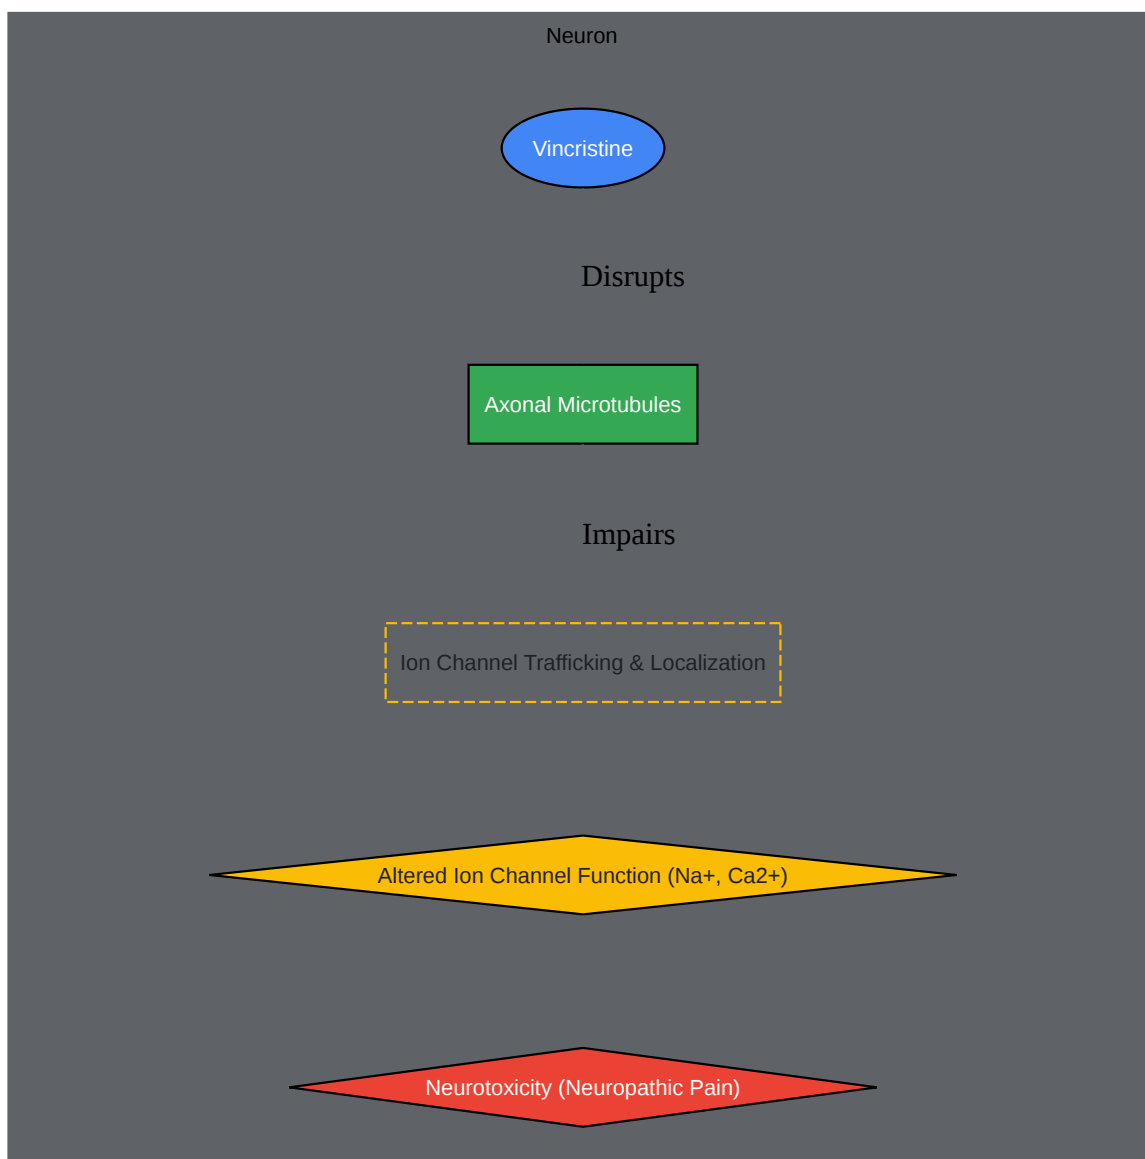 Neuron
Vincristine
Disrupts
Axonal Microtubules
Impairs
Ion Channel Trafficking & Localization
Altered Ion Channel Function (Na+, Ca2+)
Neurotoxicity (Neuropathic Pain)